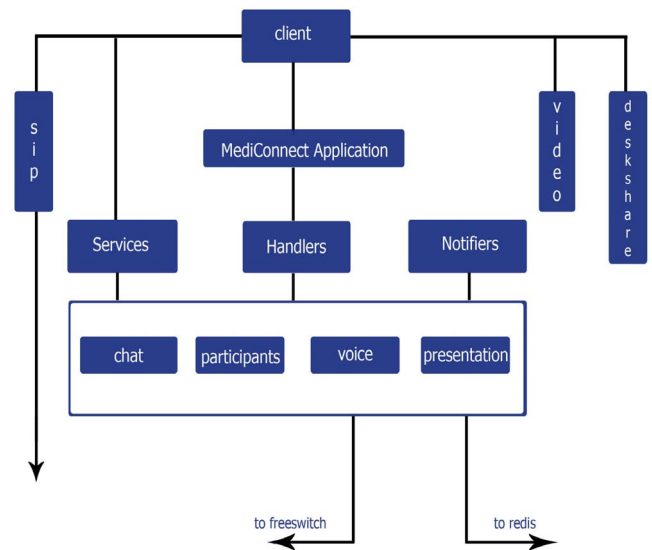 client
sip
video
deskshare
MediConnect Application
Services
Handlers
Notifiers
chat
participants
voice
presentation
to freeswitch
to redis